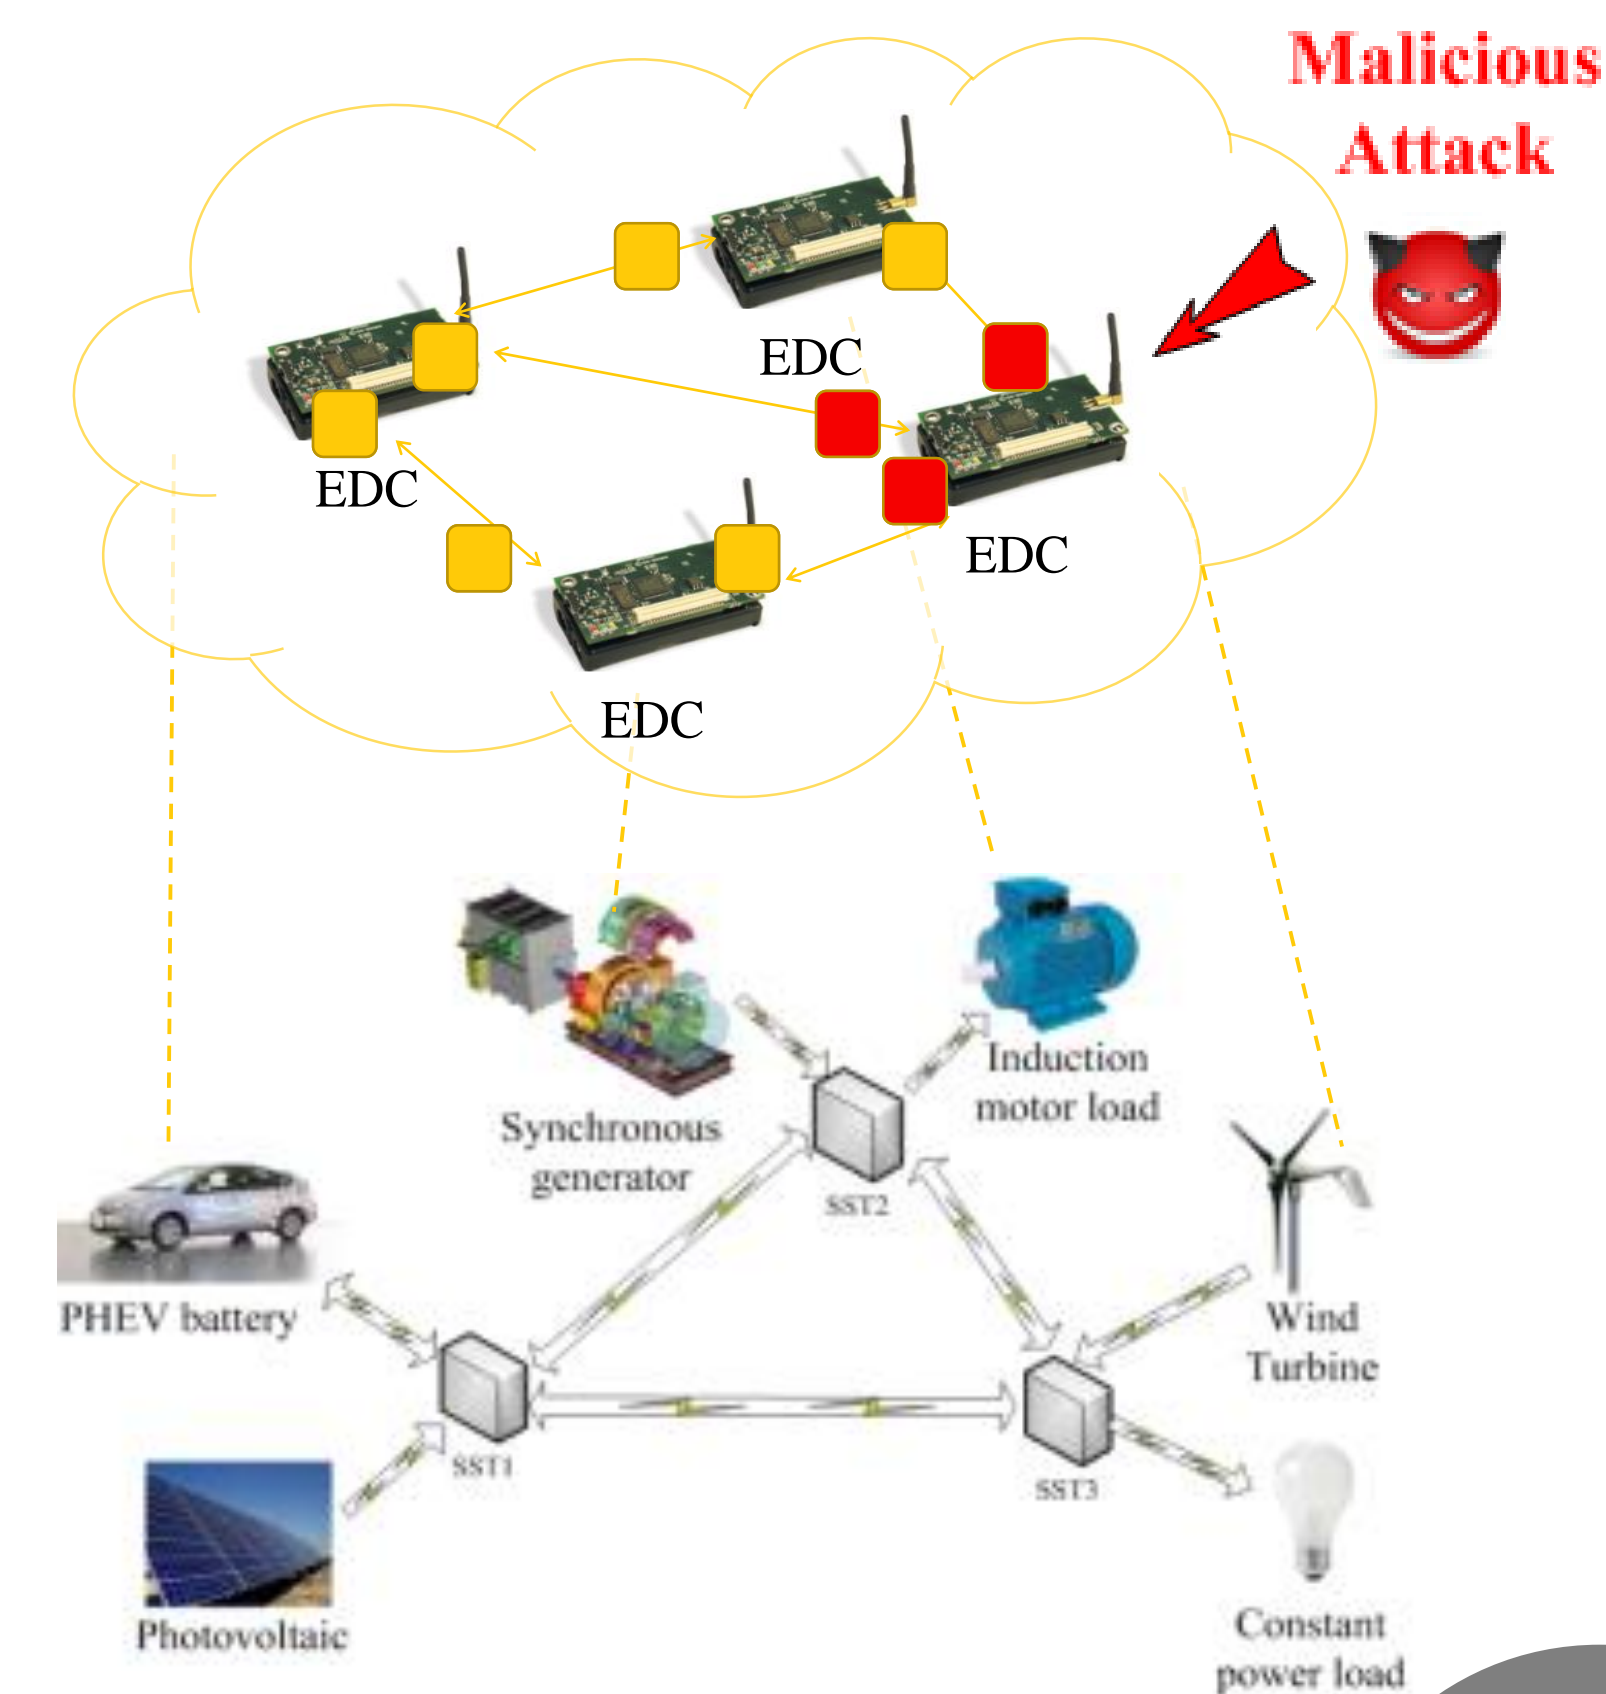 Malicious
Attack
EDC
EDC
EDC
EDC
Induction
motor load
Synchronous
generator
SST2
PHEV battery
Wind
Turbine
SST1
SST3
Photovoltaic
Constant
power load